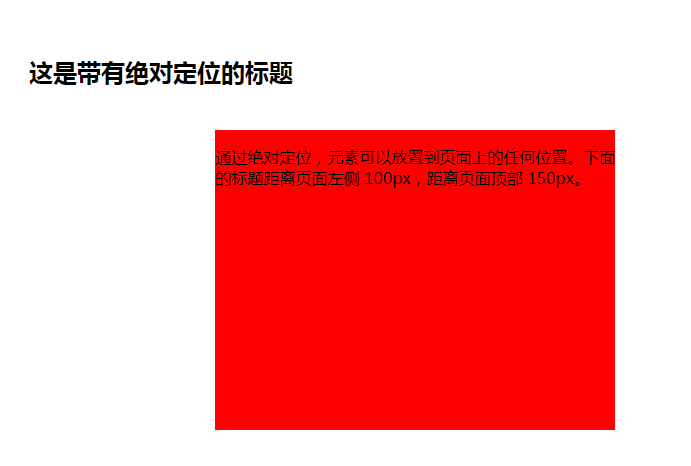 这是带有绝对定位的标题
通过绝对定位，元素可以放置到页面上的任何位置。下面
的标题距离页面左侧 100px，距离页面顶部 150px。